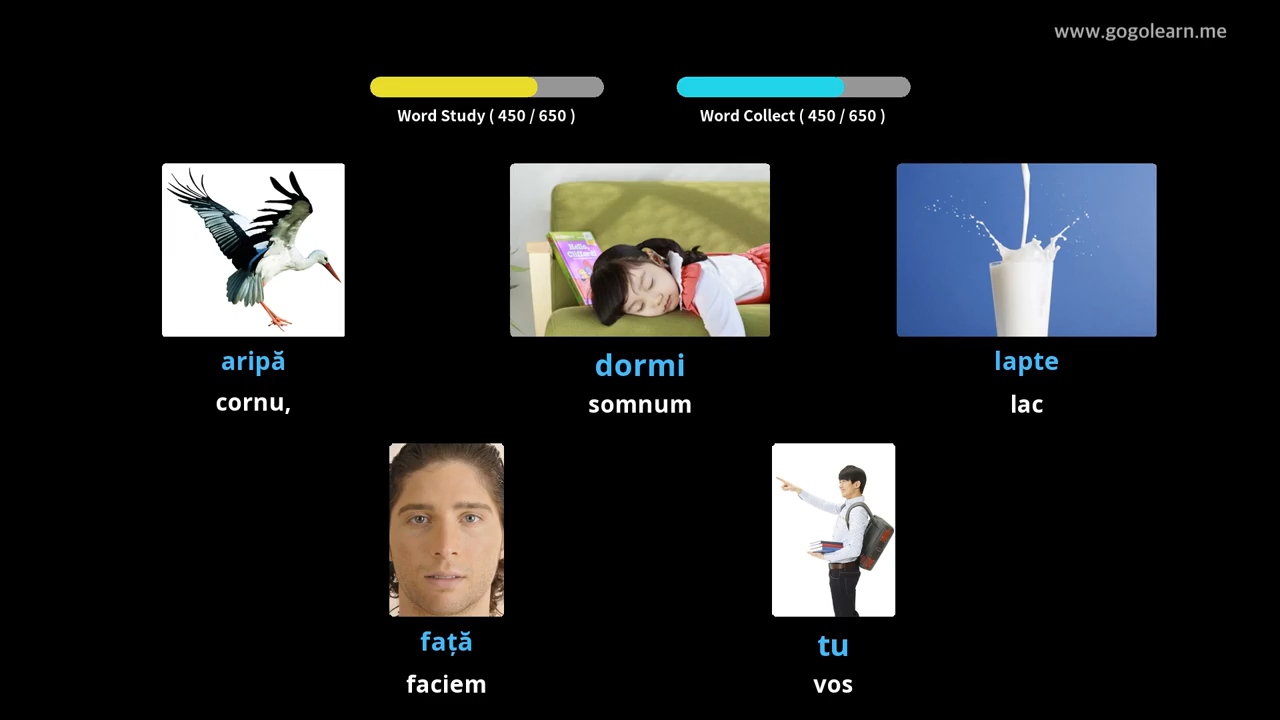 www.gogolearn.me
Word Study ( 450 / 650 )
Word Collect ( 450 / 650 )
aripă
cornu,
dormi
somnum
lapte
lac
față
faciem
tu
vos